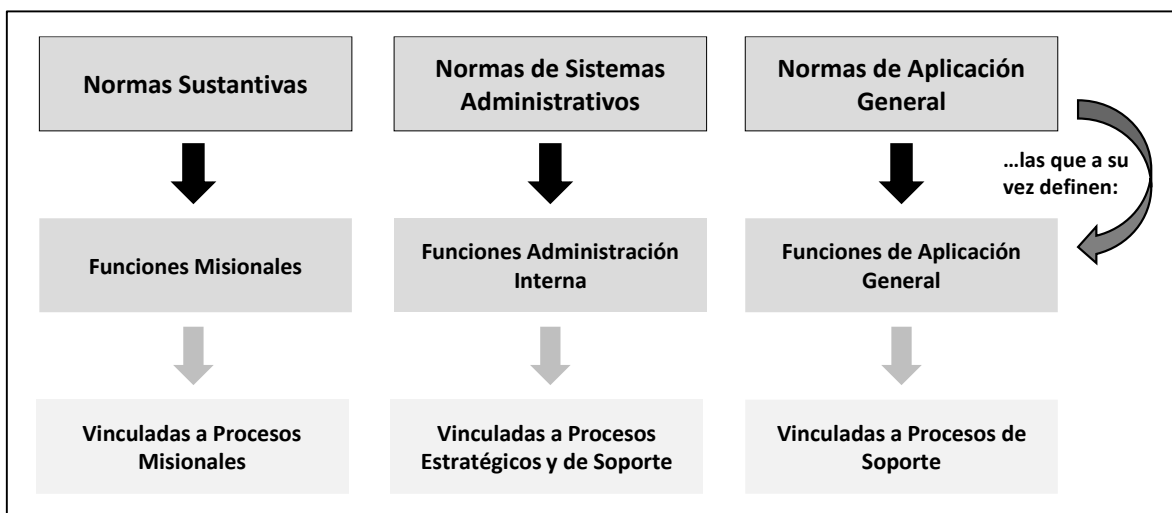 Normas Sustantivas
Normas de Sistemas
Administrativos
Normas de Aplicación
General
…las que a su
vez definen:
Funciones Misionales
Funciones Administración
Interna
Funciones de Aplicación
General
Vinculadas a Procesos
Misionales
Vinculadas a Procesos
Estratégicos y de Soporte
Vinculadas a Procesos de
Soporte